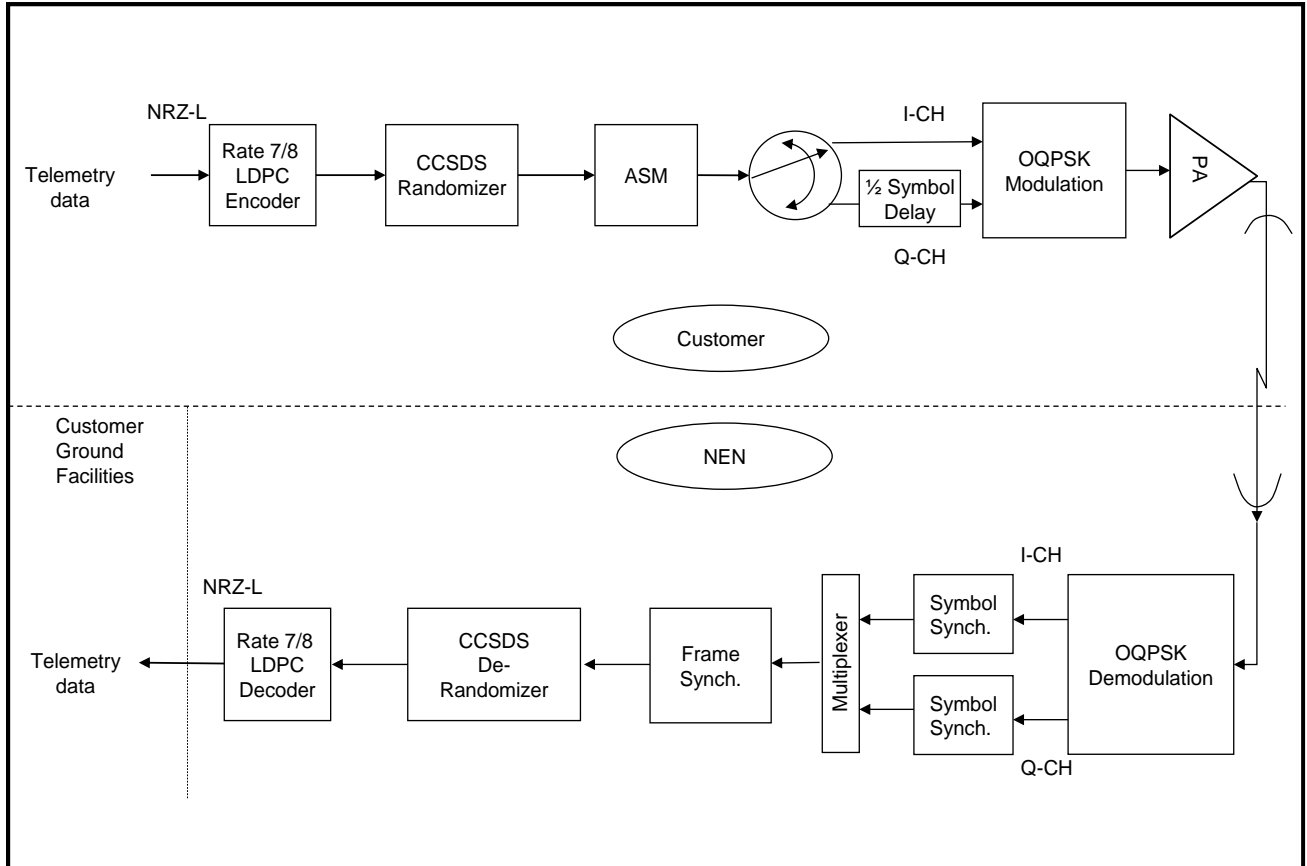 NRZ-L
Telemetry
data
Rate 7/8
LDPC
Encoder
CCSDS
Randomizer
ASM
I-CH
½ Symbol
Delay
Q-CH
OQPSK
Modulation
PA
Customer
Customer
Ground
Facilities
NEN
NRZ-L
Telemetry
data
Rate 7/8
LDPC
Decoder
CCSDS
De-
Randomizer
Frame
Synch.
Multiplexer
Symbol
Synch.
Symbol
Synch.
I-CH
Q-CH
OQPSK
Demodulation